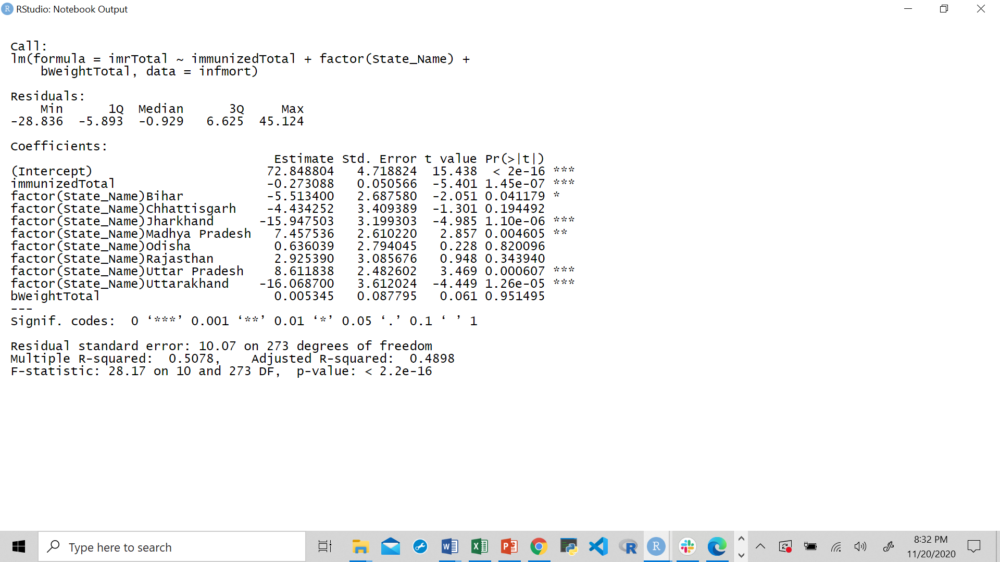 RStudio: Notebook Output
Call:
lm(formula = imrTotal ~ immunizedTotal + factor(State_Name) +
    bWeightTotal, data = infmort)
Residuals:
    Min      1Q  Median      3Q     Max
-28.836  -5.893  -0.929   6.625  45.124
Coefficients:
                                   Estimate Std. Error t value Pr(>|t|)
(Intercept)                       72.848804   4.718824  15.438  < 2e-16 ***
immunizedTotal                    -0.273088   0.050566  -5.401 1.45e-07 ***
factor(State_Name)Bihar           -5.513400   2.687580  -2.051 0.041179 *
factor(State_Name)Chhattisgarh    -4.434252   3.409389  -1.301 0.194492
factor(State_Name)Jharkhand      -15.947503   3.199303  -4.985 1.10e-06 ***
factor(State_Name)Madhya Pradesh   7.457536   2.610220   2.857 0.004605 **
factor(State_Name)Odisha           0.636039   2.794045   0.228 0.820096
factor(State_Name)Rajasthan        2.925390   3.085676   0.948 0.343940
factor(State_Name)Uttar Pradesh    8.611838   2.482602   3.469 0.000607 ***
factor(State_Name)Uttarakhand    -16.068700   3.612024  -4.449 1.26e-05 ***
bWeightTotal                       0.005345   0.087795   0.061 0.951495
---
Signif. codes:  0 ‘***’ 0.001 ‘**’ 0.01 ‘*’ 0.05 ‘.’ 0.1 ‘ ’ 1
Residual standard error: 10.07 on 273 degrees of freedom
Multiple R-squared:  0.5078,    Adjusted R-squared:  0.4898
F-statistic: 28.17 on 10 and 273 DF,  p-value: < 2.2e-16
Type here to search
8:32 PM
11/20/2020